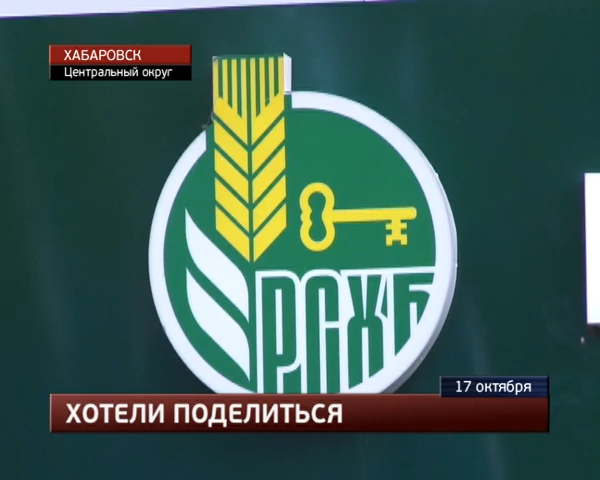 ХАБАРОВСК
Центральный округ
РСХБ
17 октября
ХОТЕЛИ ПОДЕЛИТЬСЯ